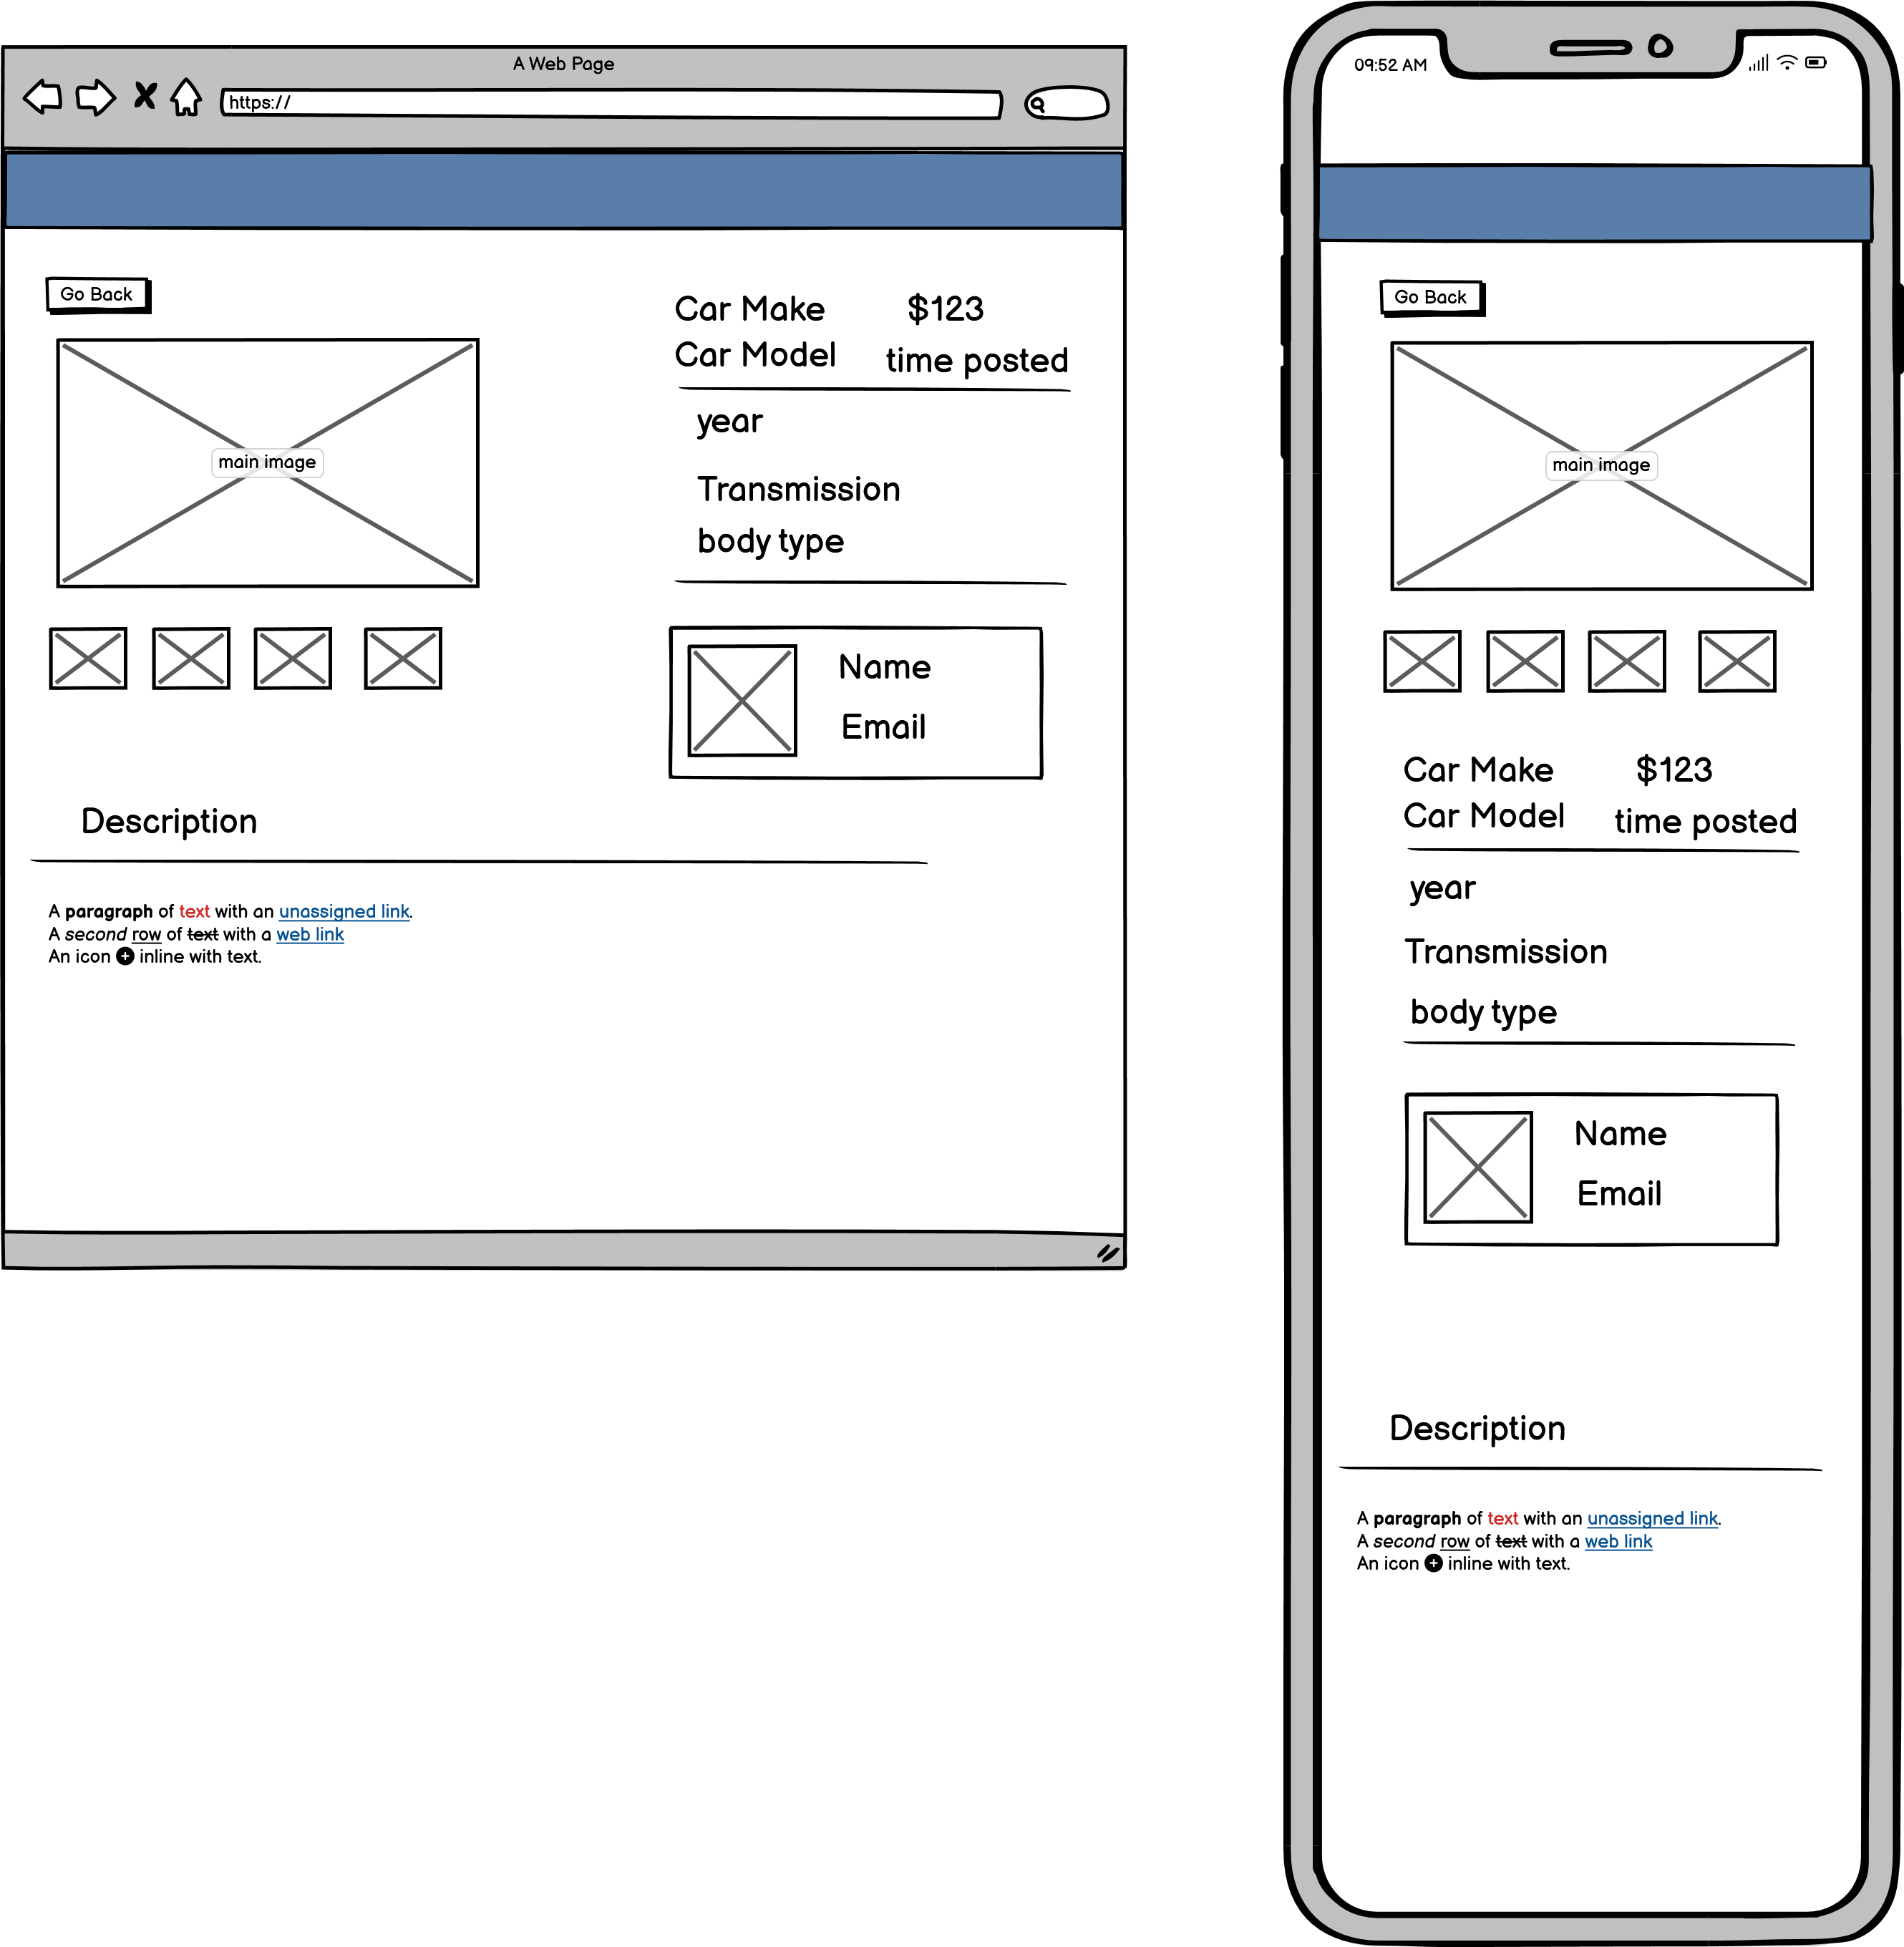 A Web Page
https://
Go Back
main image
Car Make $123
Car Model time posted
year
Transmission
body type
Name
Email
Description
A paragraph of text with an unassigned link.
A second row of text with a web link
An icon inline with text.
09:52 AM
Go Back
main image
Car Make $123
Car Model time posted
year
Transmission
body type
Name
Email
Description
A paragraph of text with an unassigned link.
A second row of text with a web link
An icon inline with text.